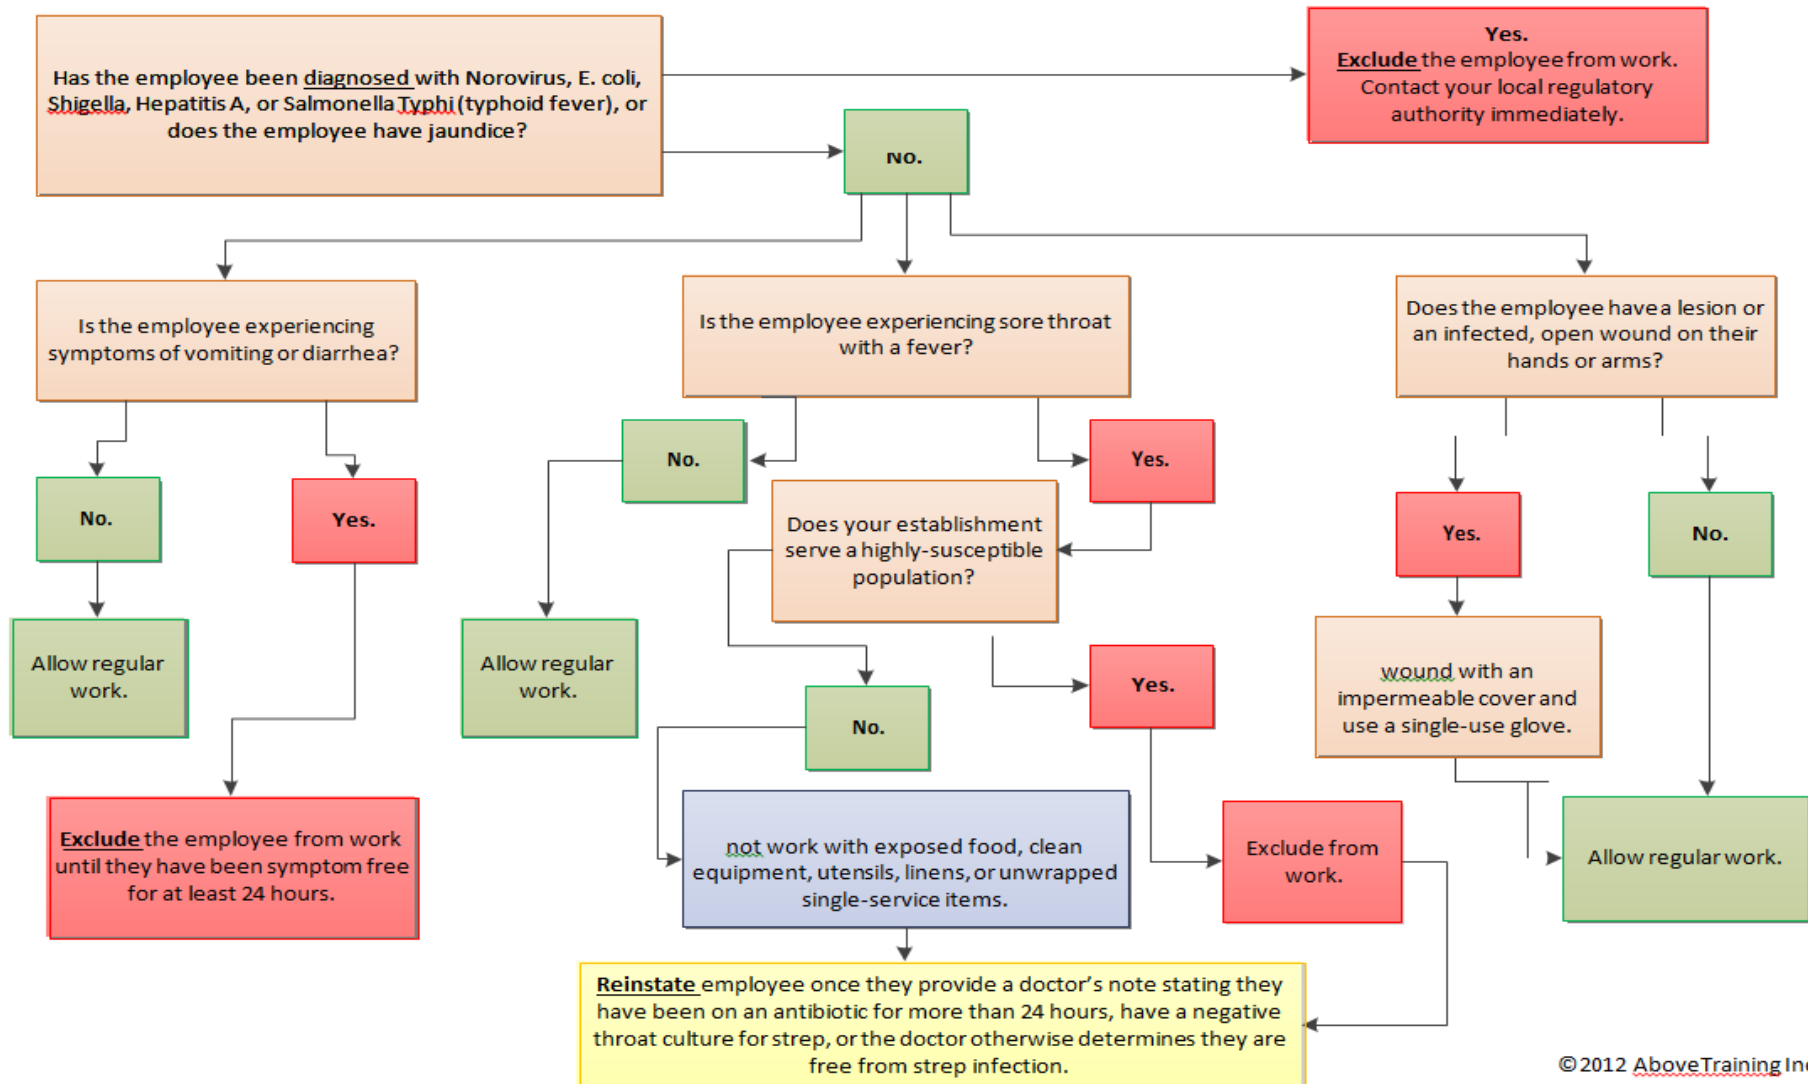 Has the employee been diagnosed with Norovirus, E. coli,
Shigella, Hepatitis A, or Salmonella Typhi (typhoid fever), or
does the employee have jaundice?
Yes.
Exclude the employee from work.
Contact your local regulatory
authority immediately.
No.
Is the employee experiencing
symptoms of vomiting or diarrhea?
Is the employee experiencing sore throat
with a fever?
Does the employee have a lesion or
an infected, open wound on their
hands or arms?
No.
Yes.
No.
Yes.
Yes.
No.
Does your establishment
serve a highly-susceptible
population?
Allow regular
work.
Allow regular
work.
No.
Yes.
wound with an
impermeable cover and
use a single-use glove.
Exclude the employee from work
until they have been symptom free
for at least 24 hours.
not work with exposed food, clean
equipment, utensils, linens, or unwrapped
single-service items.
Exclude from
work.
Allow regular work.
Reinstate employee once they provide a doctor's note stating they
have been on an antibiotic for more than 24 hours, have a negative
throat culture for strep, or the doctor otherwise determines they are
free from strep infection.
©2012 AboveTraining Inc